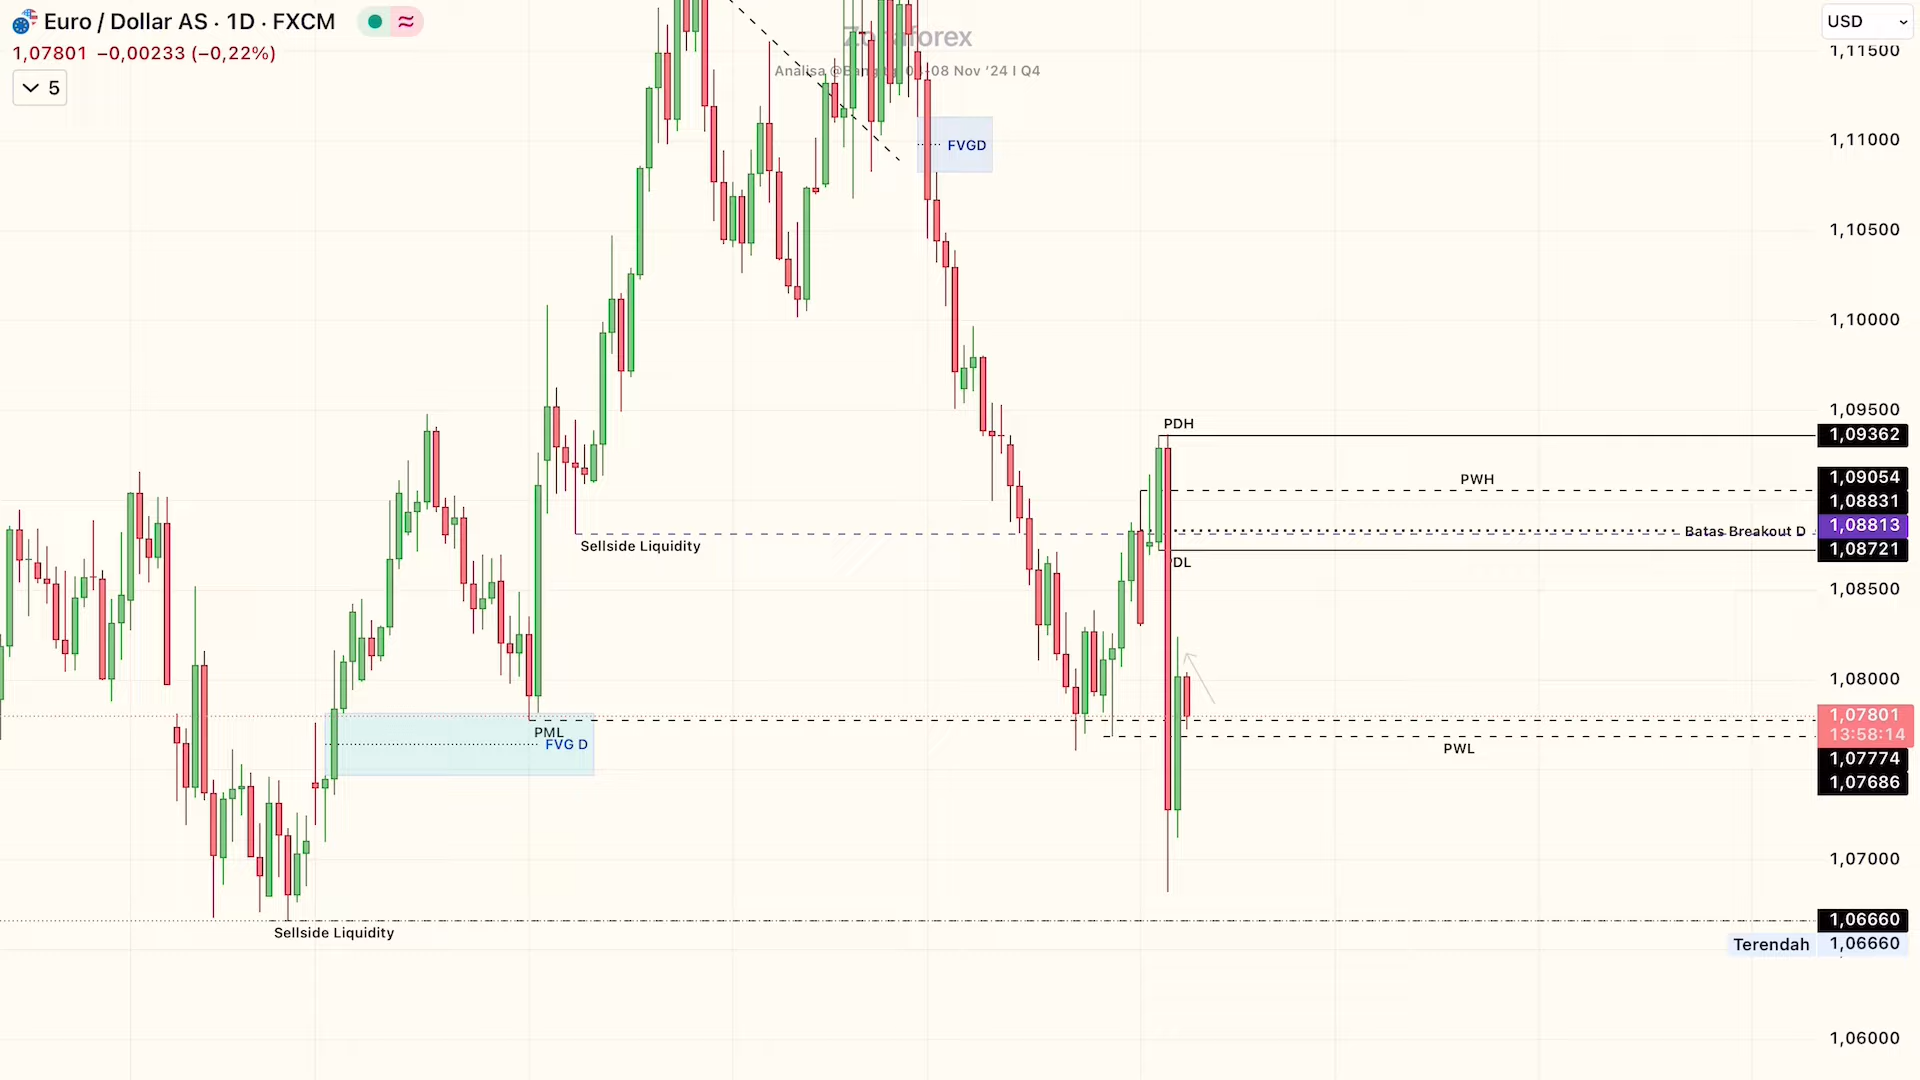 Euro / Dollar AS · 1D · FXCM
1,07801 −0,00233 (−0,22%)
5
USD
Analisa 08 Nov ‘24 I Q4
FVGD
PDH
PWH
Batas Breakout D
Sellside Liquidity
DL
PML
FVG D
PWL
Sellside Liquidity
Terendah
1,11500
1,11000
1,10500
1,10000
1,09500
1,09362
1,09054
1,08831
1,08813
1,08721
1,08500
1,08000
1,07801
13:58:14
1,07774
1,07686
1,07000
1,06660
1,06660
1,06000